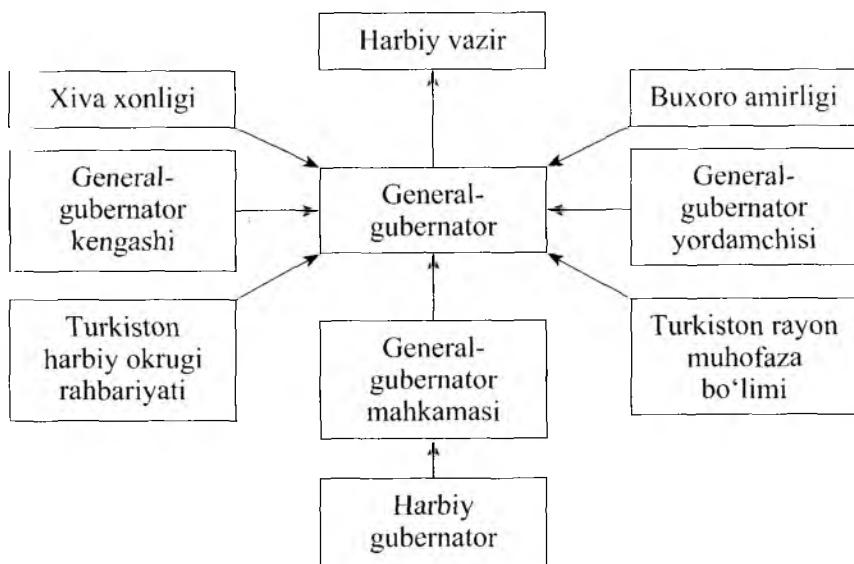 Harbiy vazir
Xiva xonligi
Buxoro amirligi
General-
gubernator
kengashi
General-
gubernator
General-
gubernator
yordamchisi
Turkiston
harbiy okrugi
rahbariyati
General-
gubernator
mahkamasi
Turkiston rayon
muhofaza
bo‘limi
Harbiy
gubernator